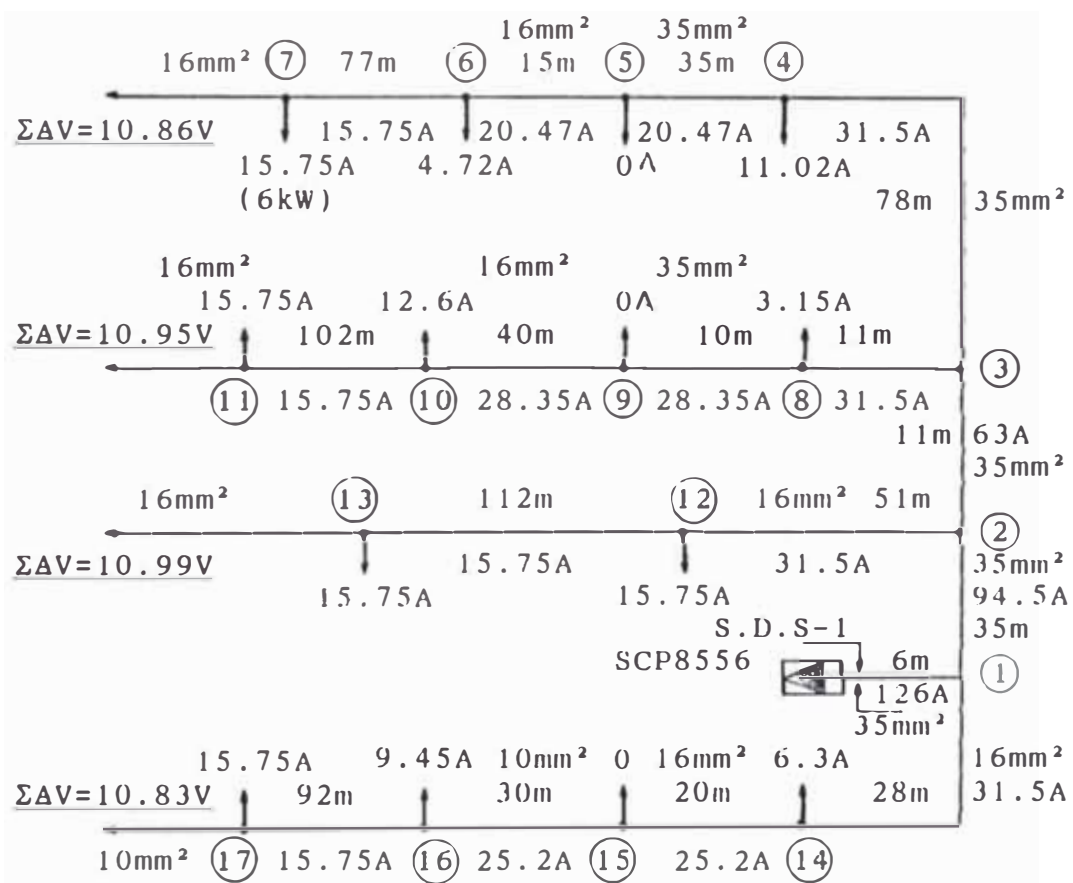 16mm² 35mm²
16mm² ⑦ 77m ⑥ 15m ⑤ 35m ④
ΣΔV=10.86V 15.75A 20.47A 20.47A 31.5A
15.75A 4.72A 0A 11.02A
(6kW) 78m 35mm²
16mm² 16mm² 35mm²
15.75A 12.6A 0A 3.15A
ΣΔV=10.95V 102m 40m 10m 11m
③
⑪ 15.75A ⑩ 28.35A ⑨ 28.35A ⑧ 31.5A
11m 63A
35mm²
16mm² ⑬ 112m ⑫ 16mm² 51m
②
ΣΔV=10.99V 15.75A 31.5A 35mm²
15.75A 15.75A 94.5A
S.D.S-1 35m
SCP8556 6m ①
126A
35mm²
15.75A 9.45A 10mm² 0 16mm² 6.3A 16mm²
ΣΔV=10.83V 92m 30m 20m 28m 31.5A
10mm² ⑰ 15.75A ⑯ 25.2A ⑮ 25.2A ⑭